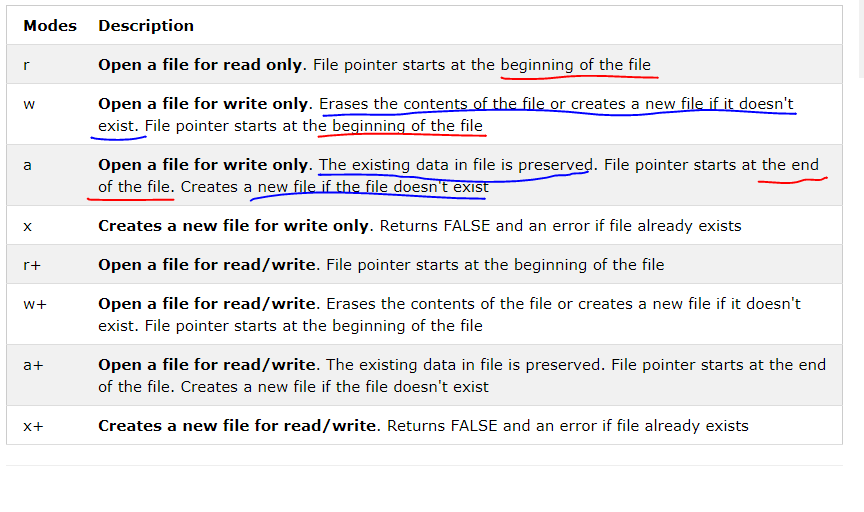 Modes Description
r Open a file for read only. File pointer starts at the beginning of the file
w Open a file for write only. Erases the contents of the file or creates a new file if it doesn't
exist. File pointer starts at the beginning of the file
a Open a file for write only. The existing data in file is preserved. File pointer starts at the end
of the file. Creates a new file if the file doesn't exist
x Creates a new file for write only. Returns FALSE and an error if file already exists
r+ Open a file for read/write. File pointer starts at the beginning of the file
w+ Open a file for read/write. Erases the contents of the file or creates a new file if it doesn't
exist. File pointer starts at the beginning of the file
a+ Open a file for read/write. The existing data in file is preserved. File pointer starts at the end
of the file. Creates a new file if the file doesn't exist
x+ Creates a new file for read/write. Returns FALSE and an error if file already exists